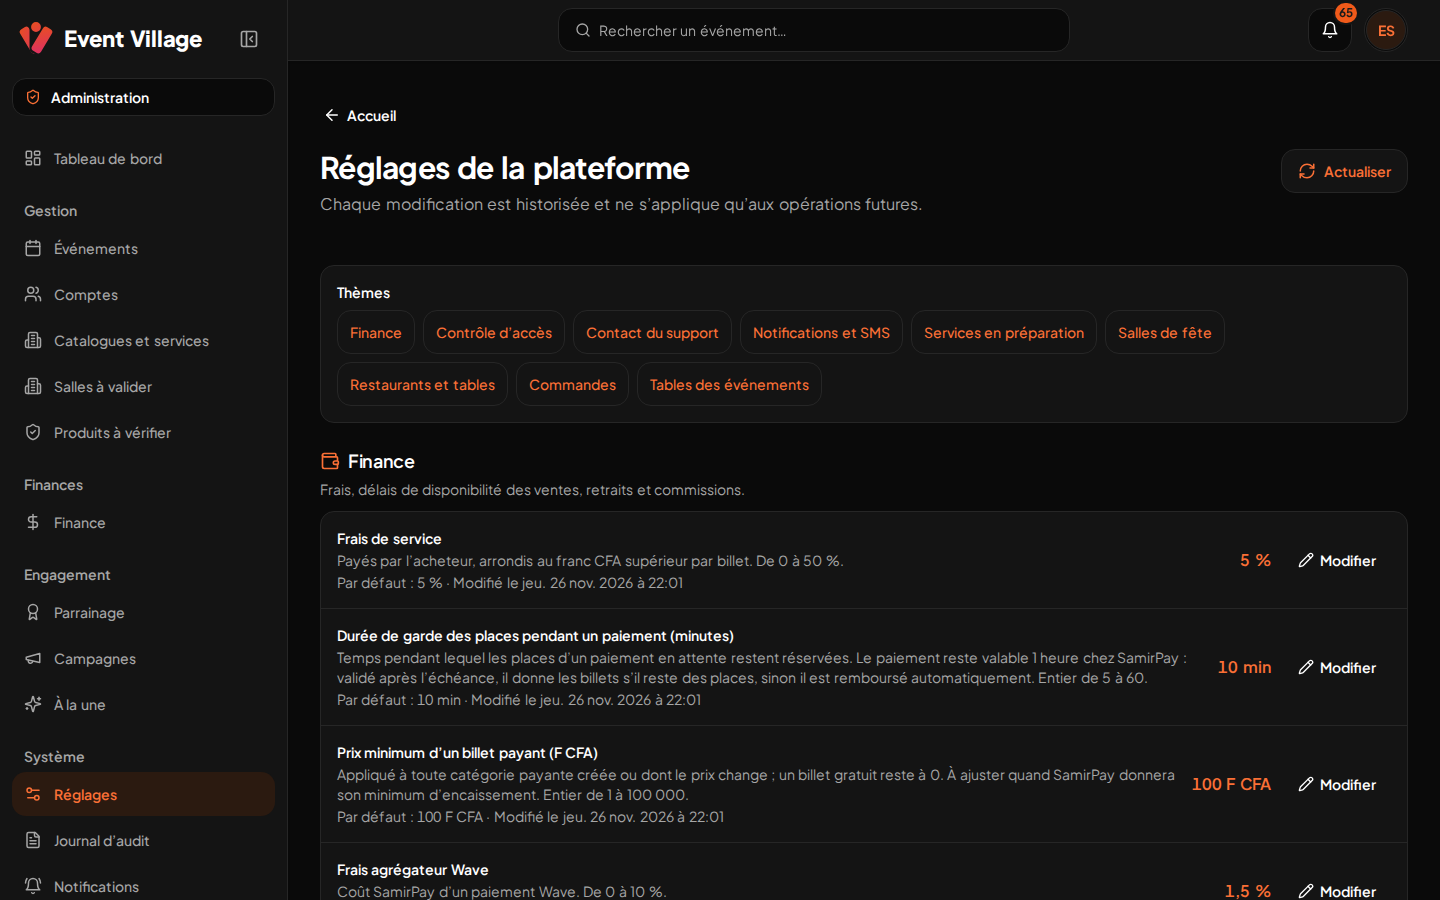 Event Village
Rechercher un événement...
65
ES
Administration
Tableau de bord
Gestion
Événements
Comptes
Catalogues et services
Salles à valider
Produits à vérifier
Finances
Finance
Engagement
Parrainage
Campagnes
À la une
Système
Réglages
Journal d'audit
Notifications
Accueil
Réglages de la plateforme
Actualiser
Chaque modification est historisée et ne s'applique qu'aux opérations futures.
Thèmes
Finance
Contrôle d'accès
Contact du support
Notifications et SMS
Services en préparation
Salles de fête
Restaurants et tables
Commandes
Tables des événements
Finance
Frais, délais de disponibilité des ventes, retraits et commissions.
Frais de service
Payés par l'acheteur, arrondis au franc CFA supérieur par billet. De 0 à 50 %.
Par défaut : 5 % · Modifié le jeu. 26 nov. 2026 à 22:01
5 %
Modifier
Durée de garde des places pendant un paiement (minutes)
Temps pendant lequel les places d'un paiement en attente restent réservées. Le paiement reste valable 1 heure chez SamirPay :
validé après l'échéance, il donne les billets s'il reste des places, sinon il est remboursé automatiquement. Entier de 5 à 60.
Par défaut : 10 min · Modifié le jeu. 26 nov. 2026 à 22:01
10 min
Modifier
Prix minimum d'un billet payant (F CFA)
Appliqué à toute catégorie payante créée ou dont le prix change ; un billet gratuit reste à 0. À ajuster quand SamirPay donnera
son minimum d'encaissement. Entier de 1 à 100 000.
Par défaut : 100 F CFA · Modifié le jeu. 26 nov. 2026 à 22:01
100 F CFA
Modifier
Frais agrégateur Wave
Coût SamirPay d'un paiement Wave. De 0 à 10 %.
1,5 %
Modifier